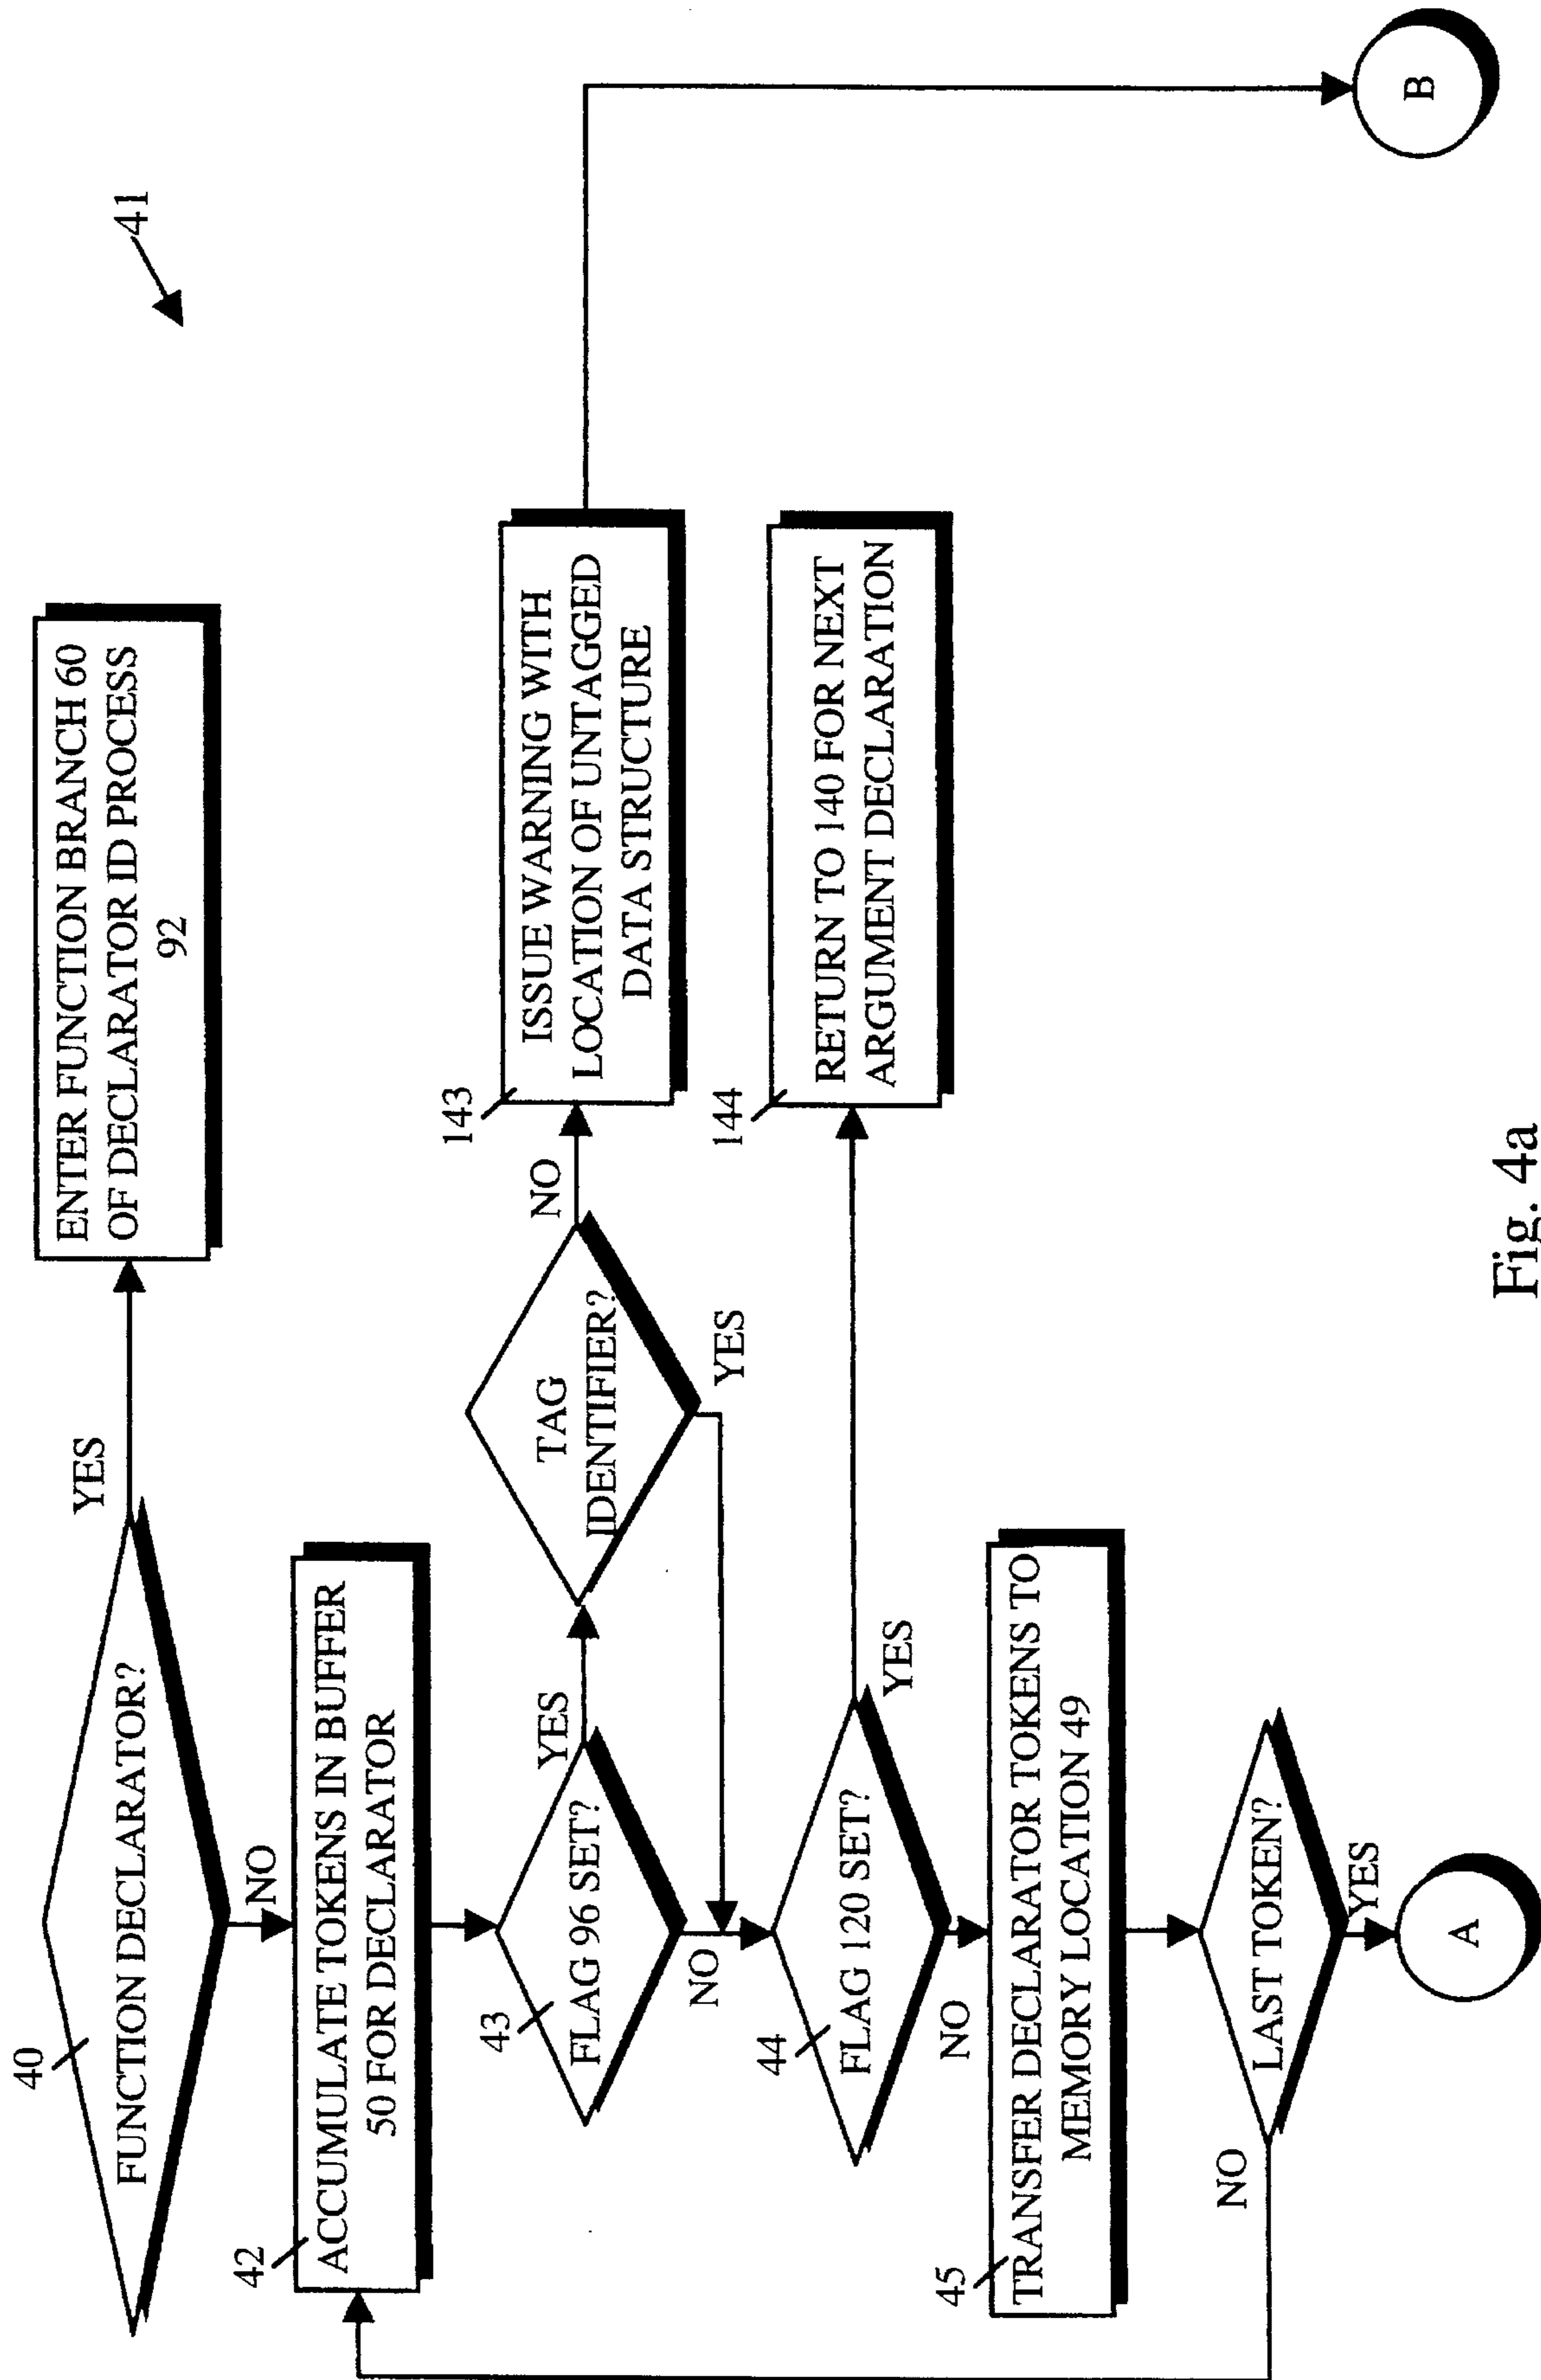 41
40
FUNCTION DECLARATOR?
YES
ENTER FUNCTION BRANCH 60
OF DECLARATOR ID PROCESS
92
NO
42
ACCUMULATE TOKENS IN BUFFER
50 FOR DECLARATOR
43
FLAG 96 SET?
YES
TAG
IDENTIFIER?
NO
143
ISSUE WARNING WITH
LOCATION OF UNTAGGED
DATA STRUCTURE
YES
NO
44
FLAG 120 SET?
YES
144
RETURN TO 140 FOR NEXT
ARGUMENT DECLARATION
NO
45
TRANSFER DECLARATOR TOKENS TO
MEMORY LOCATION 49
LAST TOKEN?
NO
YES
A
B
Fig. 4a